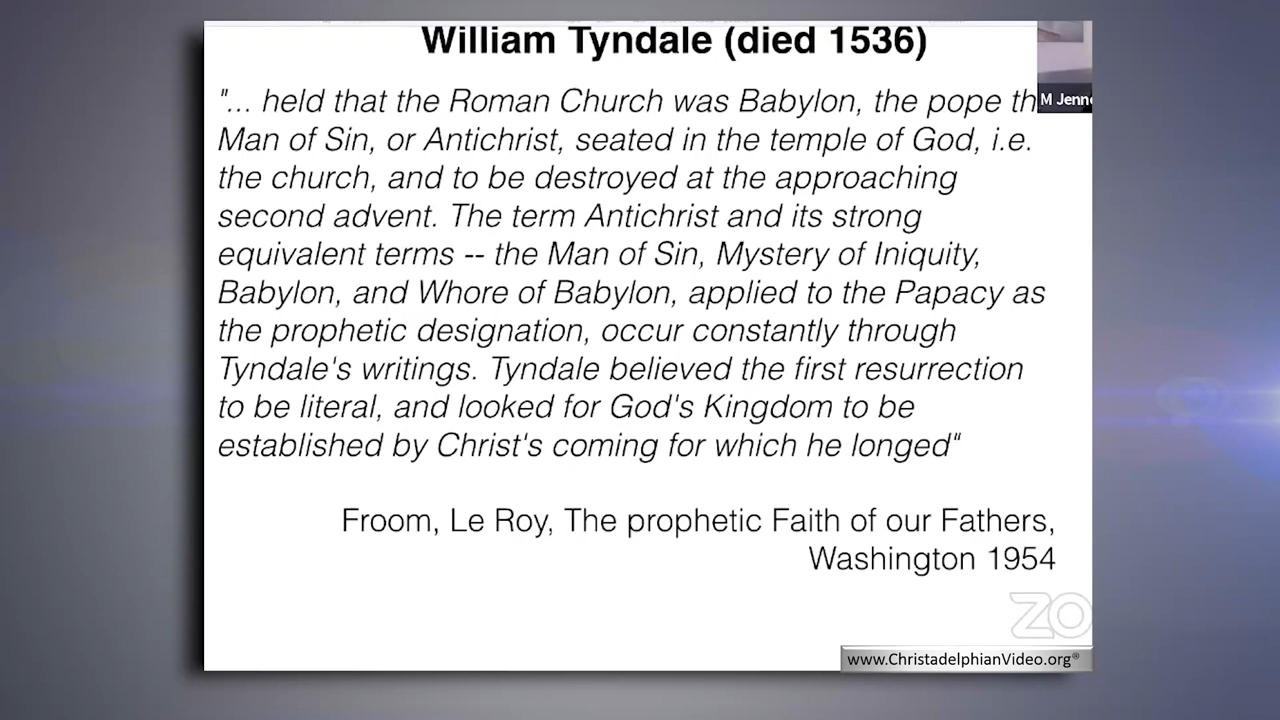 William Tyndale (died 1536)
"... held that the Roman Church was Babylon, the pope
M Jenn
Man of Sin, or Antichrist, seated in the temple of God, i.e.
the church, and to be destroyed at the approaching
second advent. The term Antichrist and its strong
equivalent terms -- the Man of Sin, Mystery of Iniquity,
Babylon, and Whore of Babylon, applied to the Papacy as
the prophetic designation, occur constantly through
Tyndale's writings. Tyndale believed the first resurrection
to be literal, and looked for God's Kingdom to be
established by Christ's coming for which he longed"
Froom, Le Roy, The prophetic Faith of our Fathers,
Washington 1954
ZO
www.ChristadelphianVideo.org®